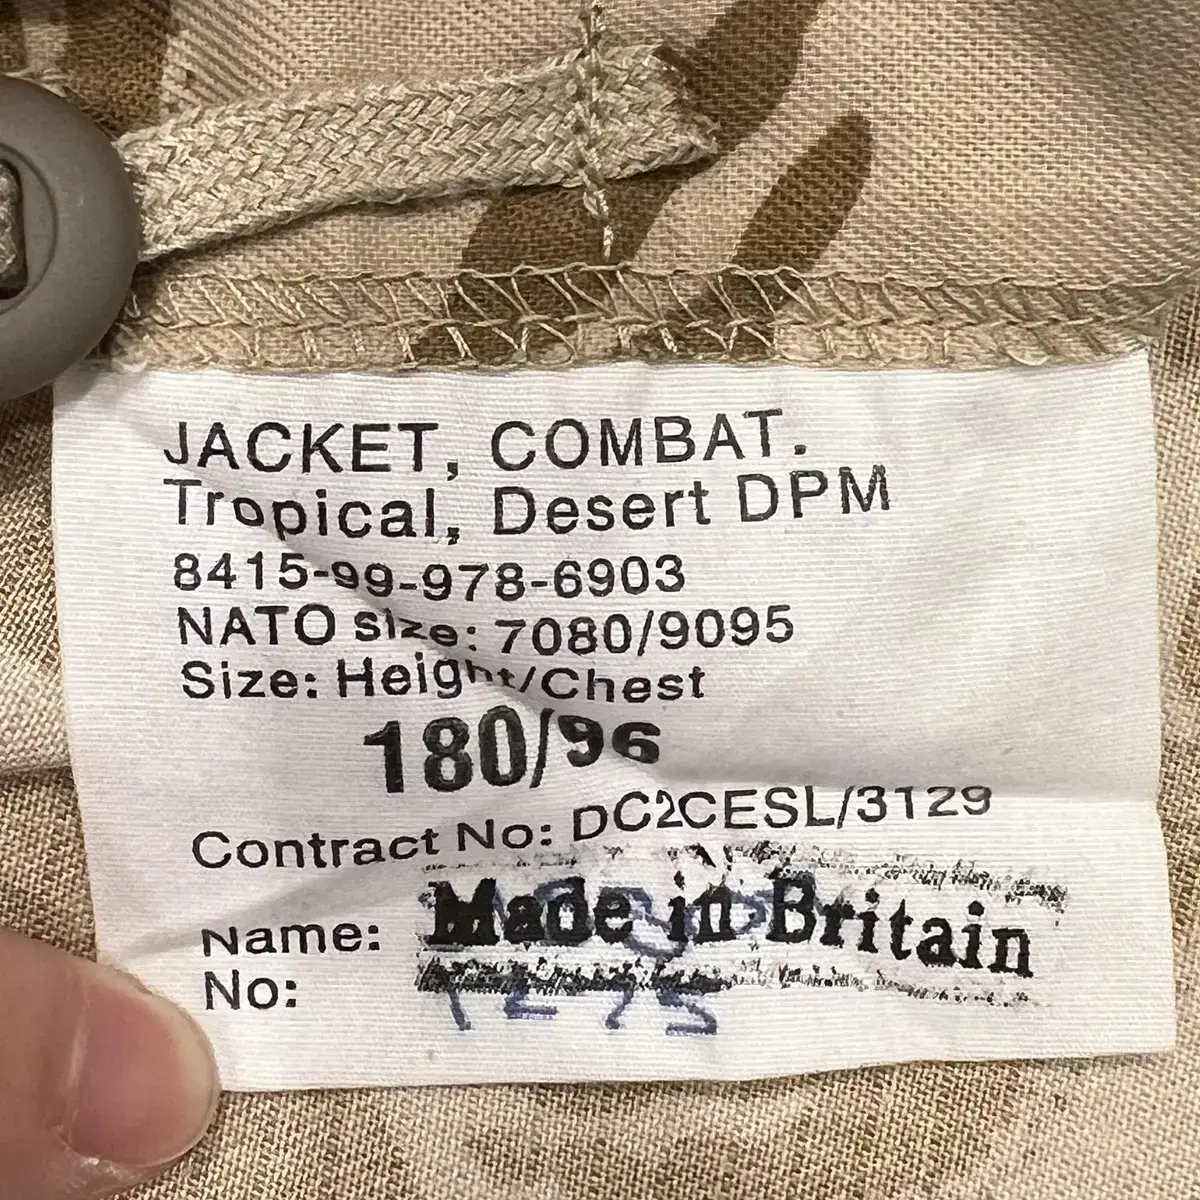 JACKET, COMBAT.
Tropical, Desert DPM
8415-99-978-6903
NATO size: 7080/9095
Size: Height/Chest
180/96
Contract No: DC2CESL/3129
Name: Made in Britain
No: